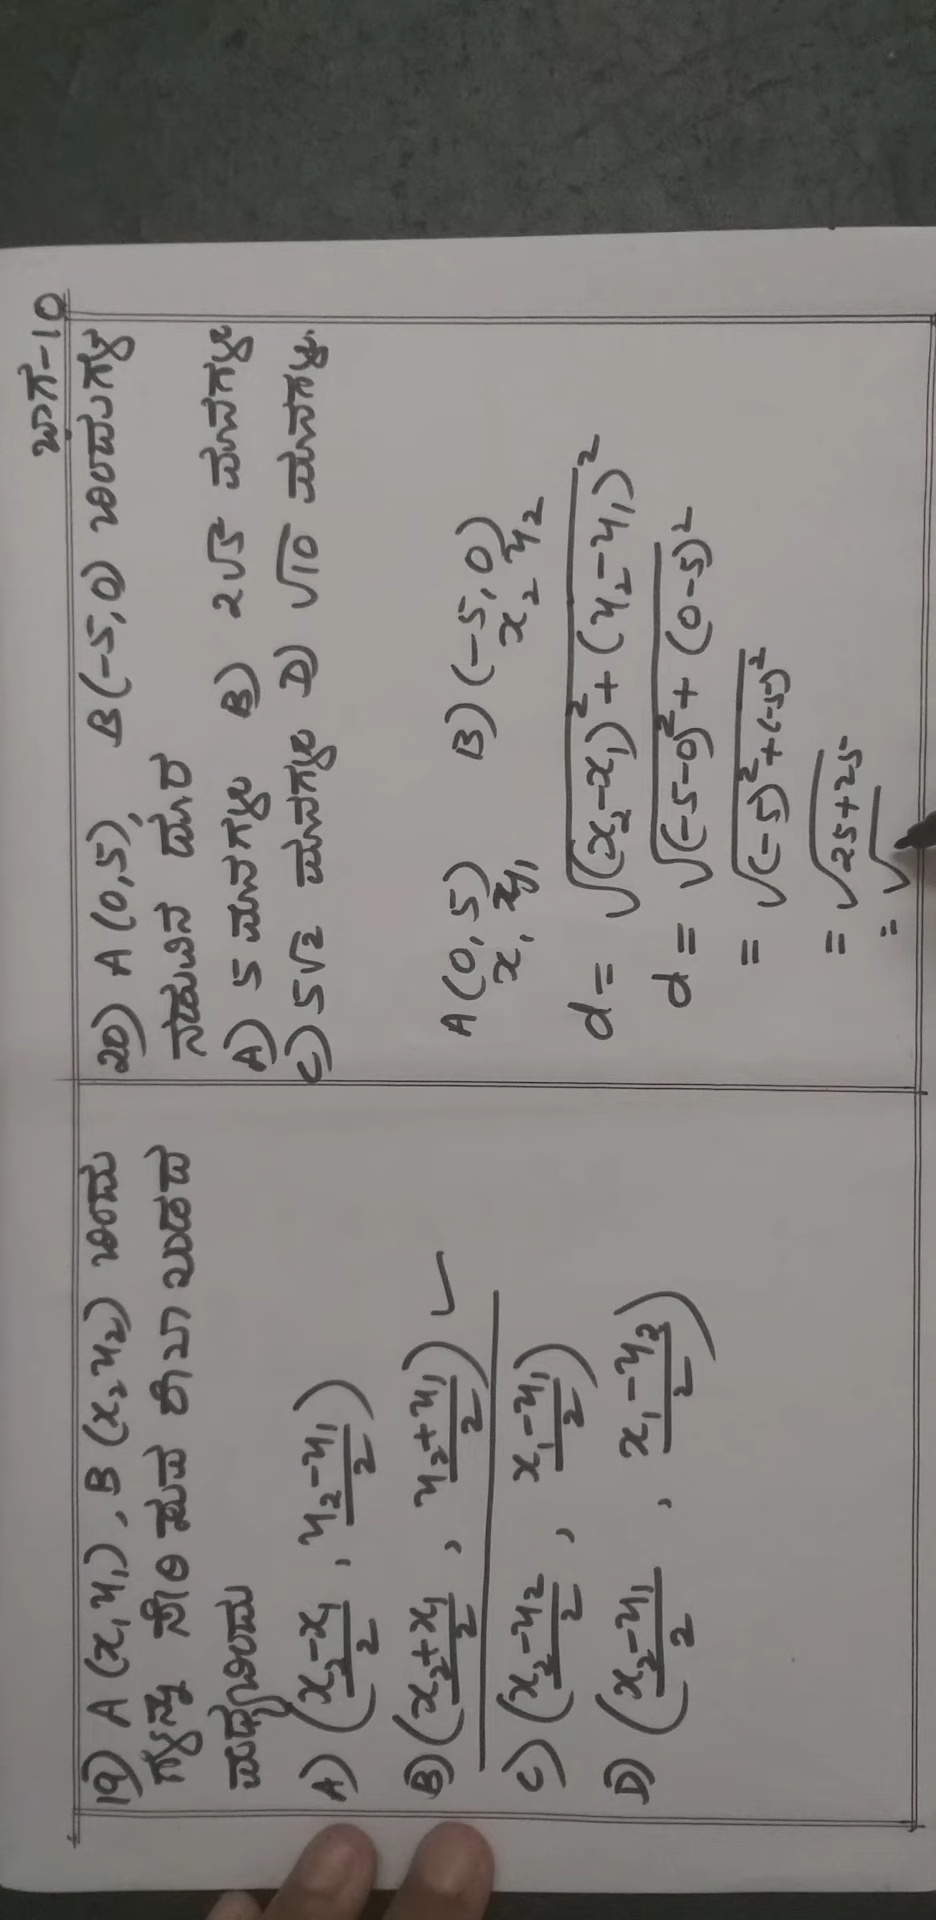 ಭಾಗ-10
19) A (x₁ y₁), B (x₂ y₂) ಬಿಂದು
ಗಳನ್ನು ಸೇರಿಸುವ ರೇಖಾ ಖಂಡದ
ಮಧ್ಯಬಿಂದು
A) (x₂-x₁/2, y₂-y₁/2)
B) (x₂+x₁/2, y₂+y₁/2) ✓
C) (x₂-y₂/2, x₁-y₁/2)
D) (x₂-y₁/2, x₁-y₂/2)
20) A (0,5), B (-5,0) ಬಿಂದುಗಳ
ನಡುವಿನ ದೂರ
A) 5 ಮಾನಗಳು B) 2√5 ಮಾನಗಳು
C) 5√2 ಮಾನಗಳು D) √10 ಮಾನಗಳು.
A (0, 5) B) (-5, 0)
x₁ y₁ x₂ y₂
d = √(x₂-x₁)² + (y₂-y₁)²
d = √(-5-0)² + (0-5)²
= √(-5)² + (-5)²
= √25+25
= √